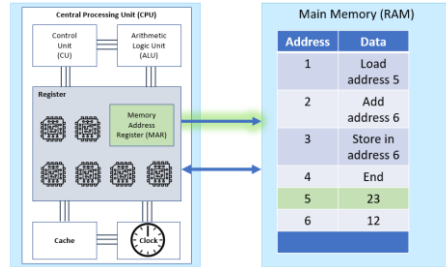 Central Processing Unit (CPU)
Control
Unit
(CU)
Arithmetic
Logic Unit
(ALU)
Register
Memory
Address
Register (MAR)
Cache
Clock
Main Memory (RAM)
Address Data
1 Load
address 5
2 Add
address 6
3 Store in
address 6
4 End
5 23
6 12